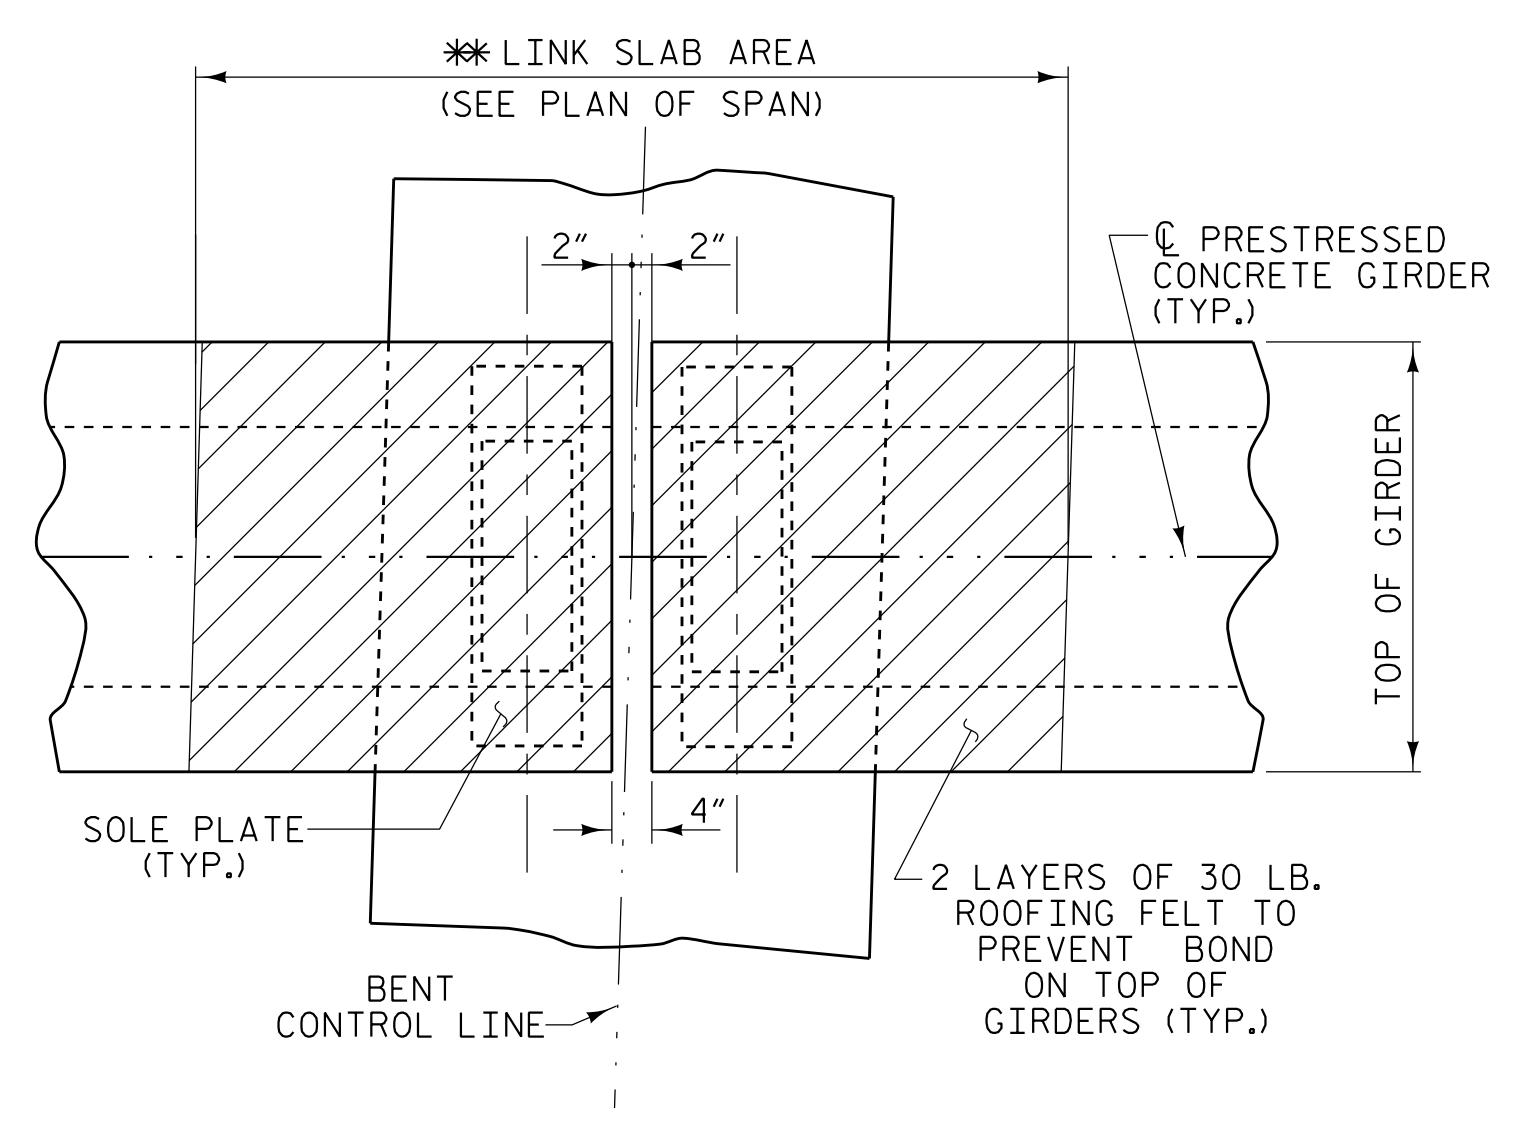 ** LINK SLAB AREA
(SEE PLAN OF SPAN)
2" 2"
℄ PRESTRESSED
CONCRETE GIRDER
(TYP.)
TOP OF GIRDER
4"
SOLE PLATE
(TYP.)
2 LAYERS OF 30 LB.
ROOFING FELT TO
PREVENT BOND
ON TOP OF
GIRDERS (TYP.)
BENT
CONTROL LINE